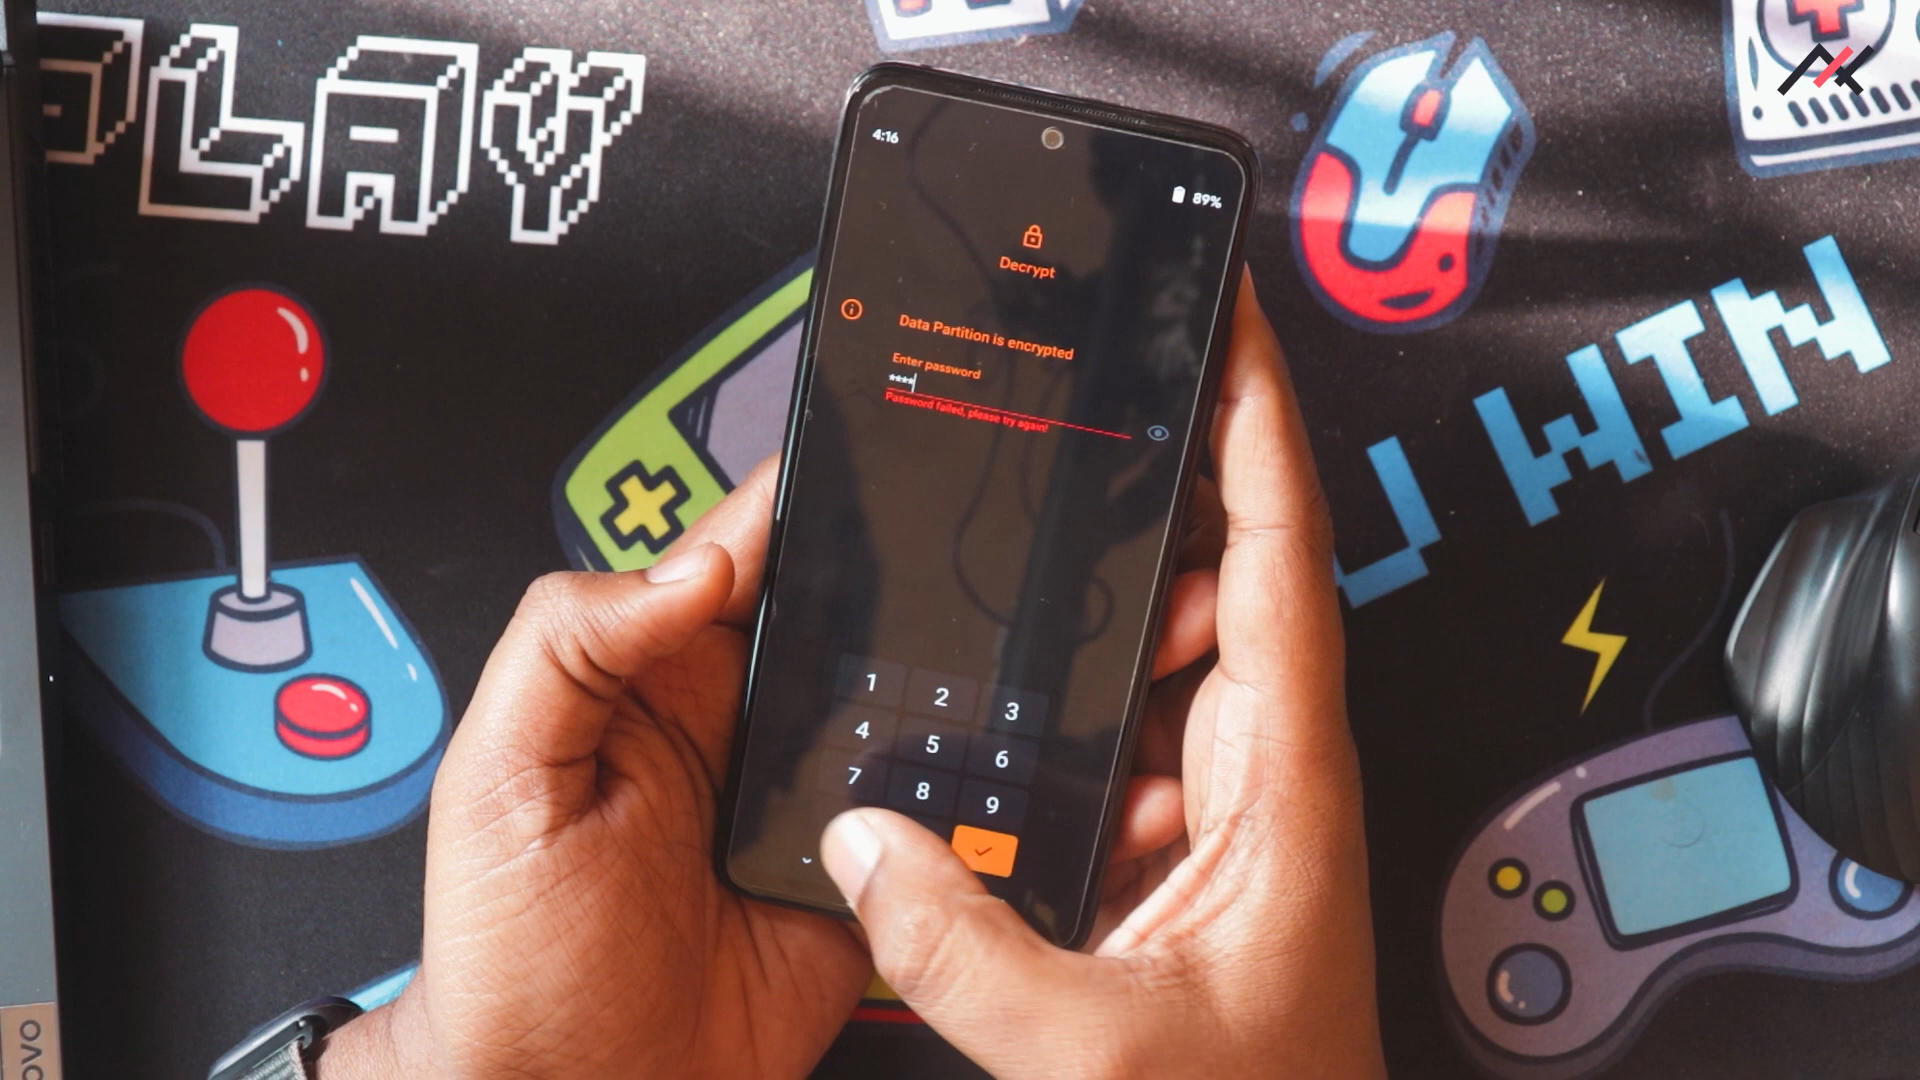 PLAY
U WIN
4:16
89%
Decrypt
Data Partition is encrypted
Enter password
****
Password failed, please try again!
1 2 3
4 5 6
7 8 9
OVO